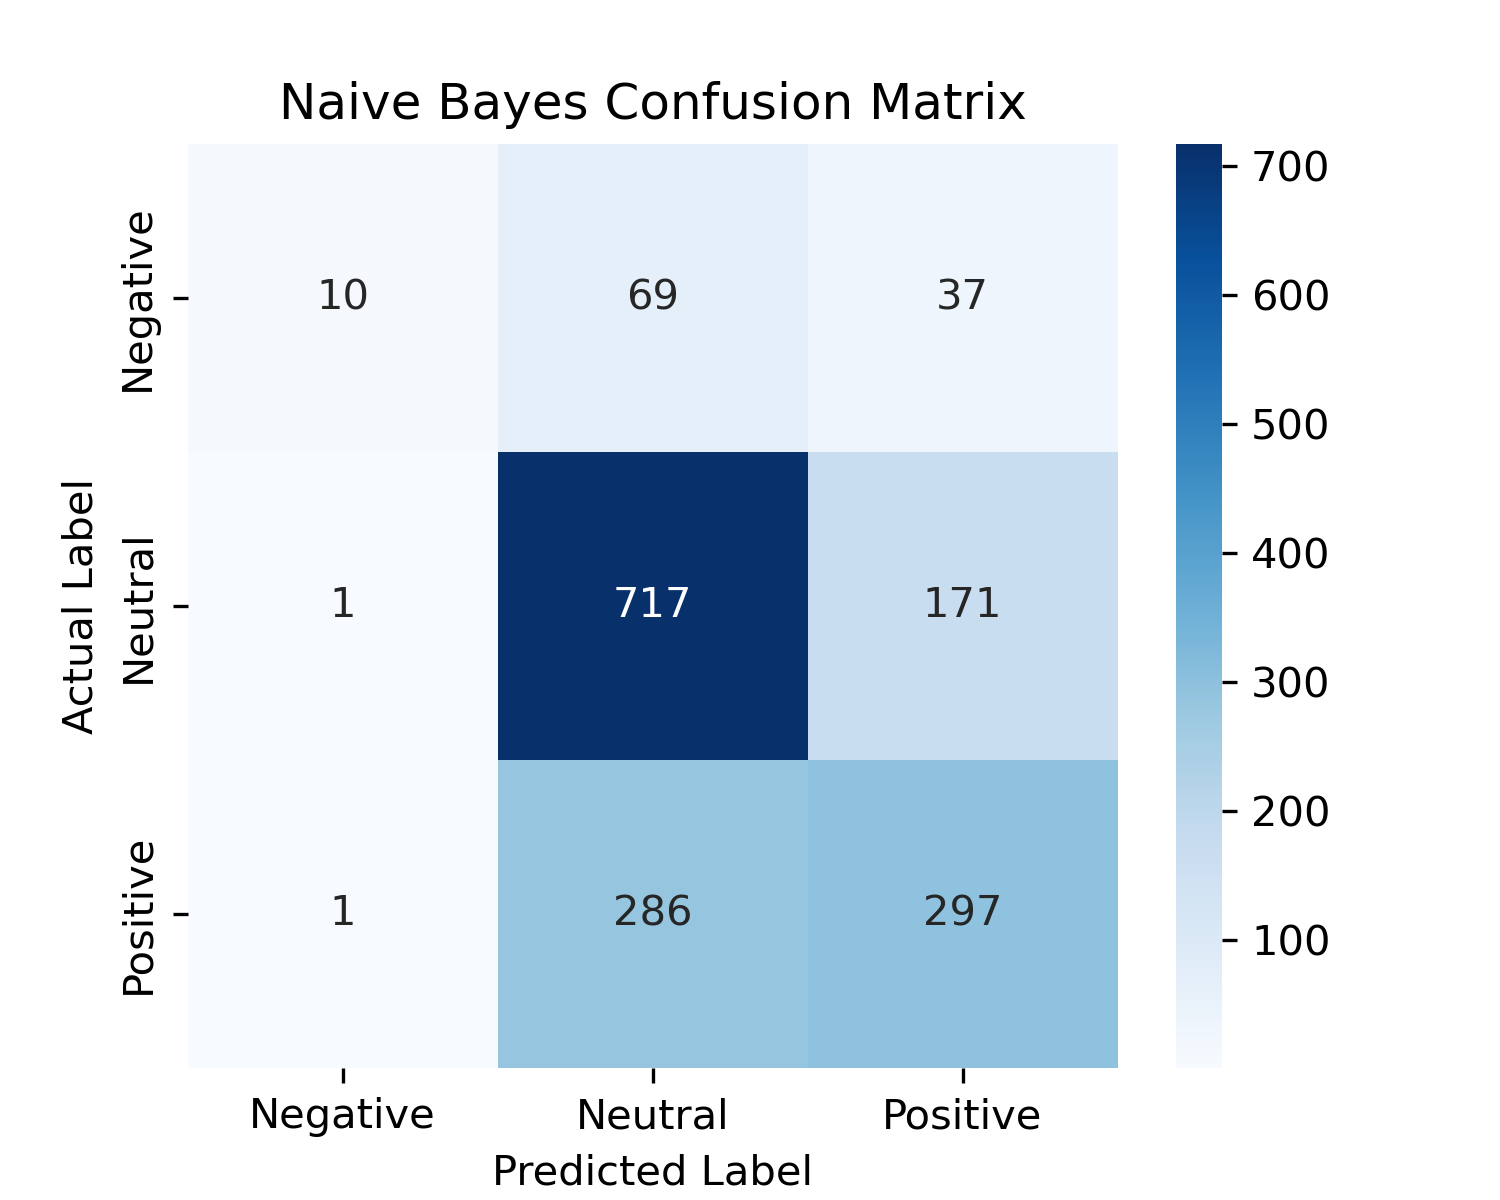 Naive Bayes Confusion Matrix
Actual Label
Negative
10 69 37
Neutral
1 717 171
Positive
1 286 297
Negative Neutral Positive
Predicted Label
700
600
500
400
300
200
100